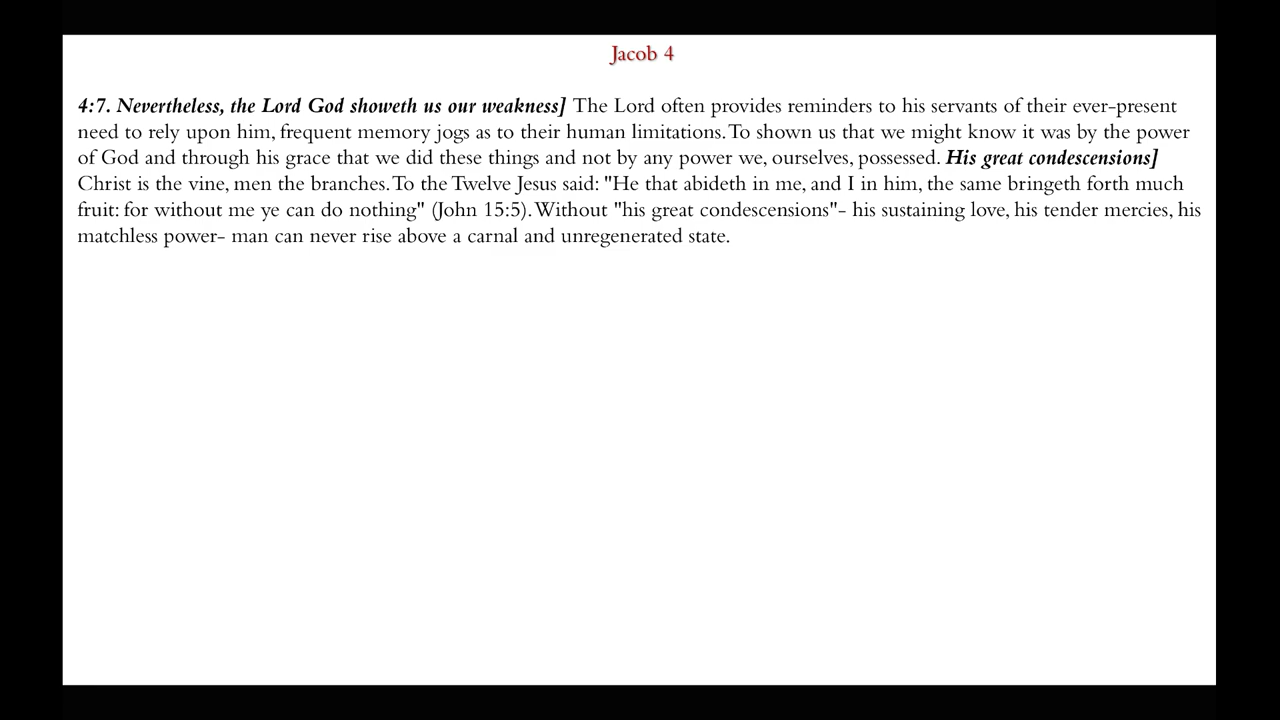 Jacob 4
4:7. Nevertheless, the Lord God showeth us our weakness] The Lord often provides reminders to his servants of their ever-present
need to rely upon him, frequent memory jogs as to their human limitations. To shown us that we might know it was by the power
of God and through his grace that we did these things and not by any power we, ourselves, possessed. His great condescensions]
Christ is the vine, men the branches. To the Twelve Jesus said: "He that abideth in me, and I in him, the same bringeth forth much
fruit: for without me ye can do nothing" (John 15:5). Without "his great condescensions"- his sustaining love, his tender mercies, his
matchless power- man can never rise above a carnal and unregenerated state.